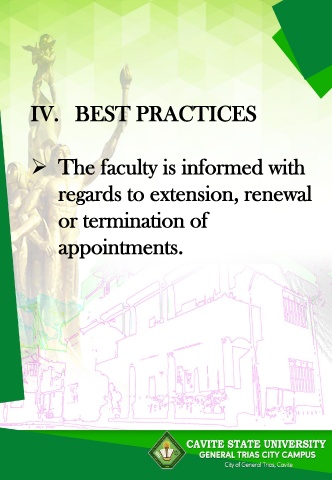 IV. BEST PRACTICES
➢ The faculty is informed with
regards to extension, renewal
or termination of
appointments.
CAVITE STATE UNIVERSITY
GENERAL TRIAS CITY CAMPUS
City of General Trias, Cavite